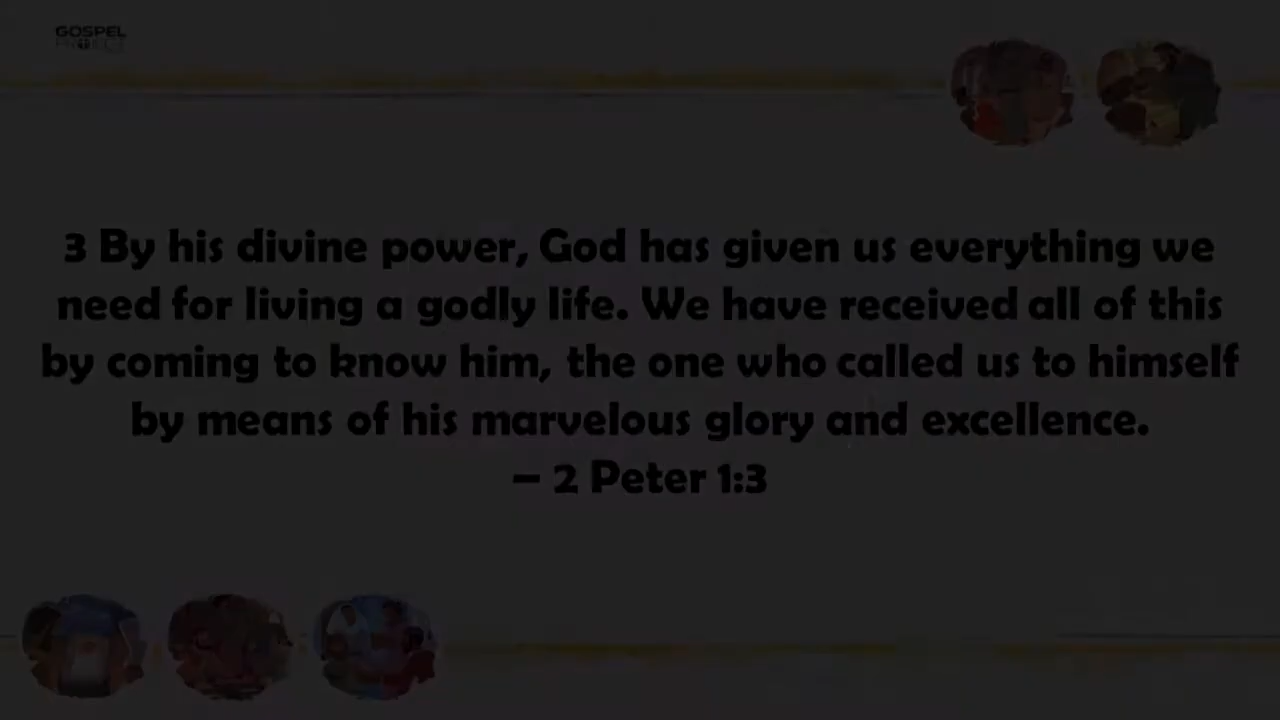 GOSPEL
PROJECT
3 By his divine power, God has given us everything we
need for living a godly life. We have received all of this
by coming to know him, the one who called us to himself
by means of his marvelous glory and excellence.
– 2 Peter 1:3